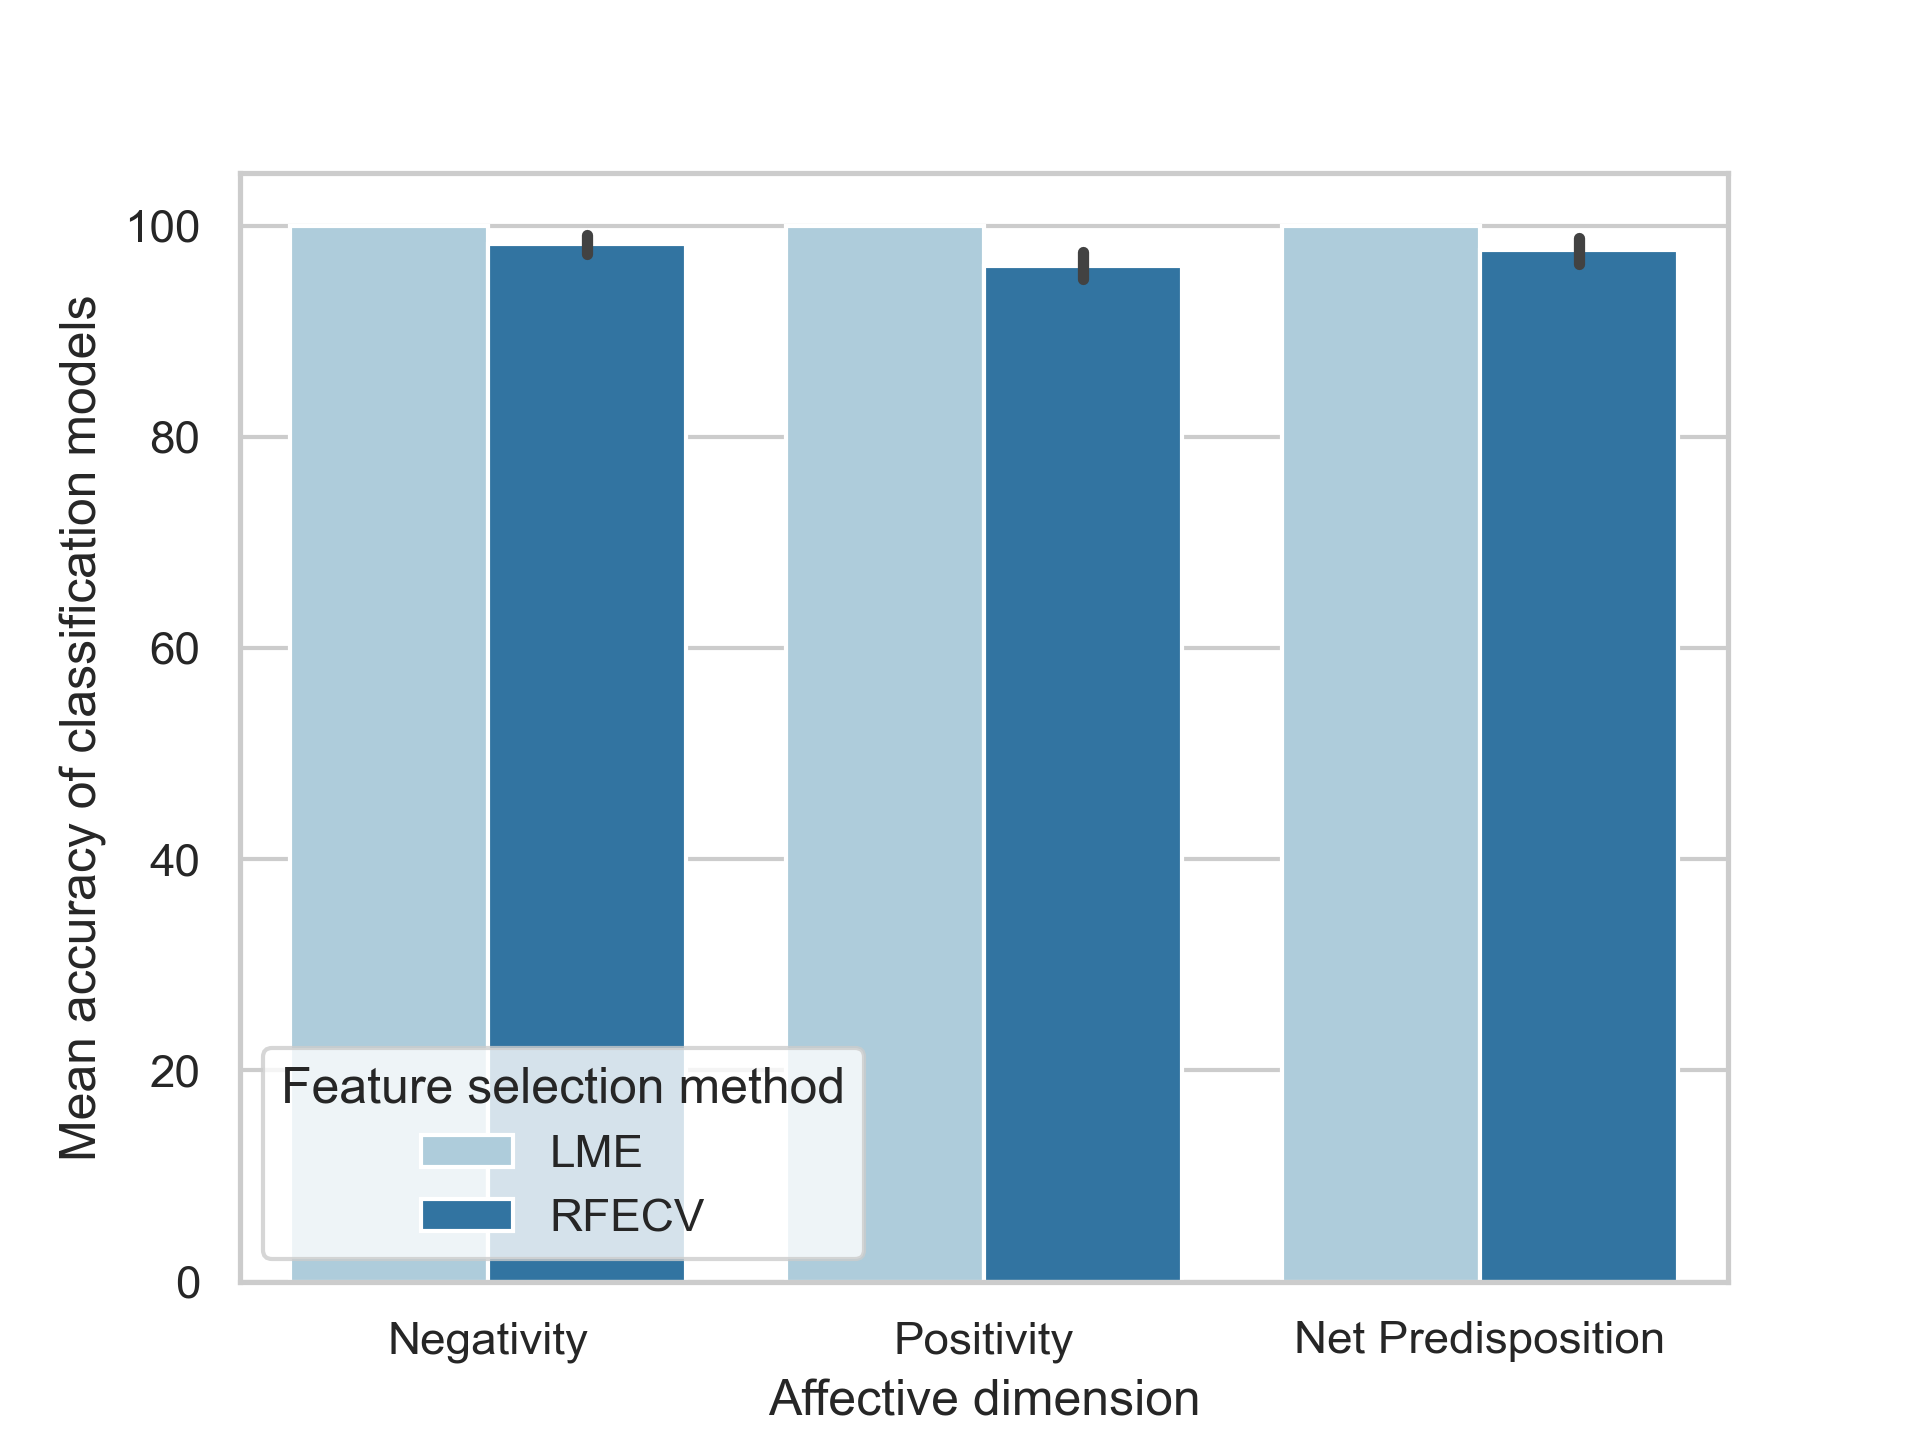 Mean accuracy of classification models
100
80
60
40
20
0
Feature selection method
LME
RFECV
Negativity
Positivity
Net Predisposition
Affective dimension